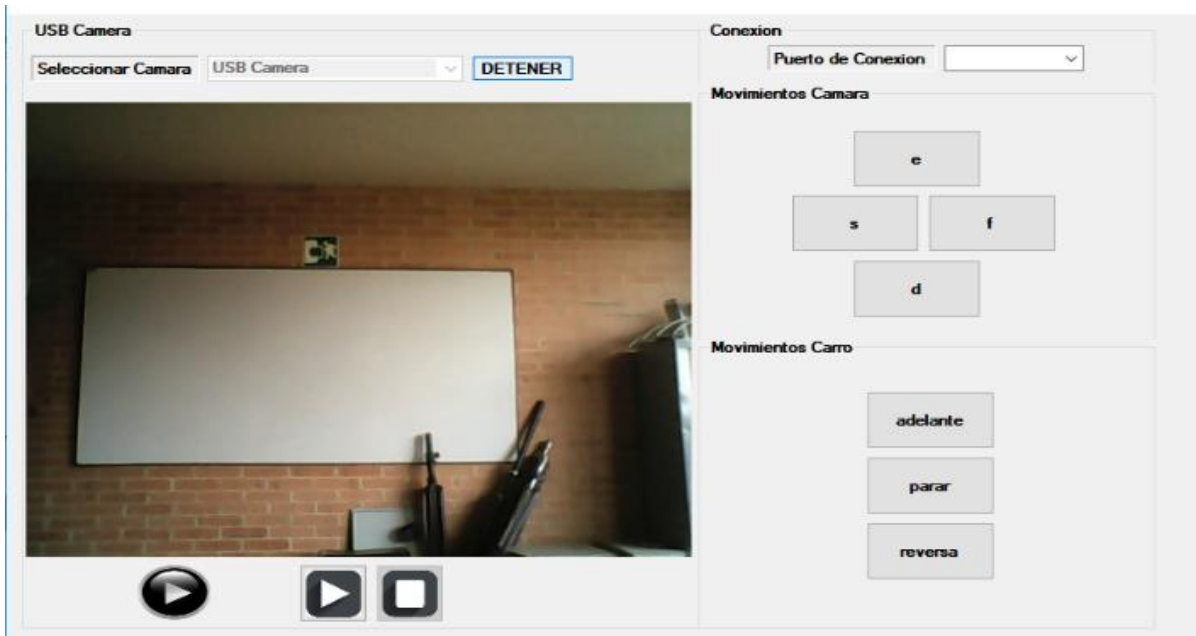 USB Camera
Seleccionar Camara
USB Camera
DETENER
Conexion
Puerto de Conexion
Movimientos Camara
e
s
f
d
Movimientos Carro
adelante
parar
reversa